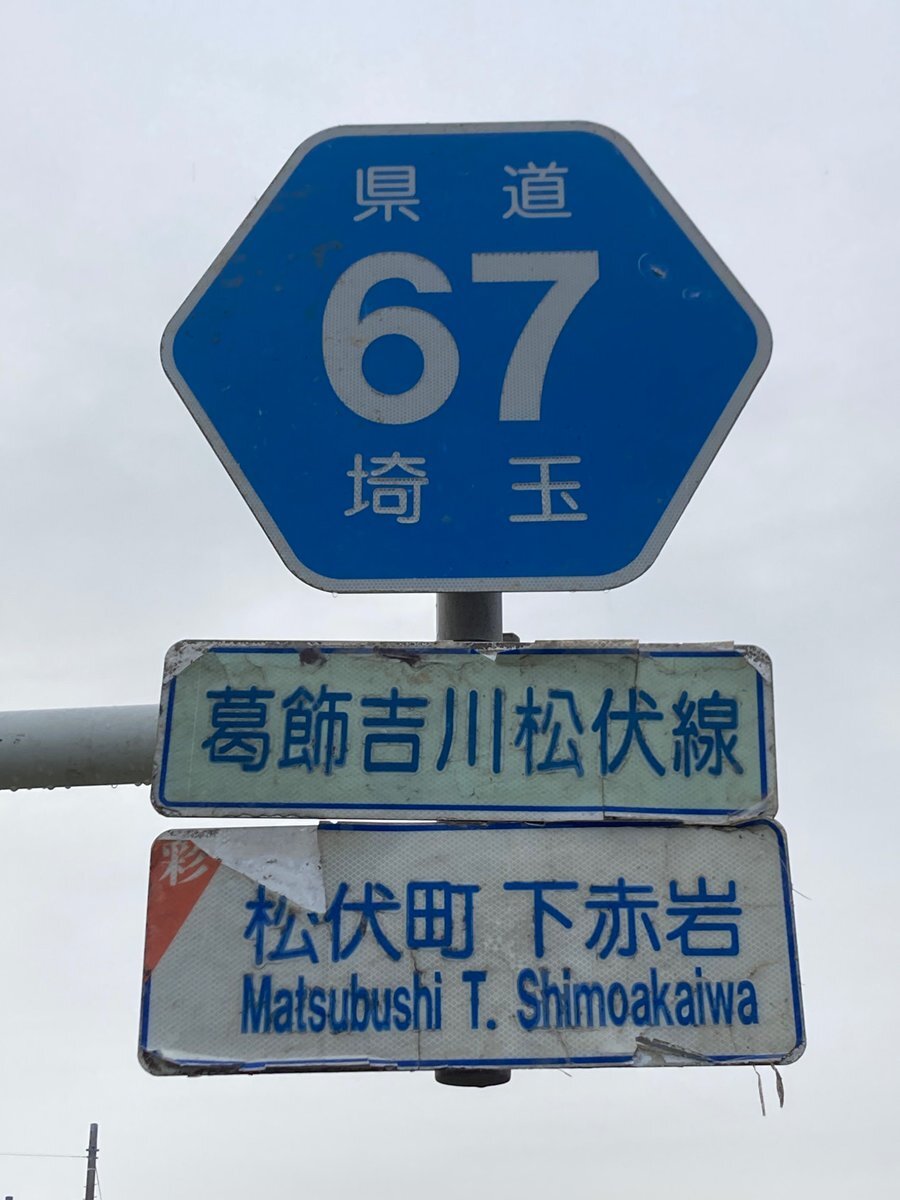 県道
67
埼玉
葛飾吉川松伏線
彩
松伏町 下赤岩
Matsubushi T. Shimoakaiwa